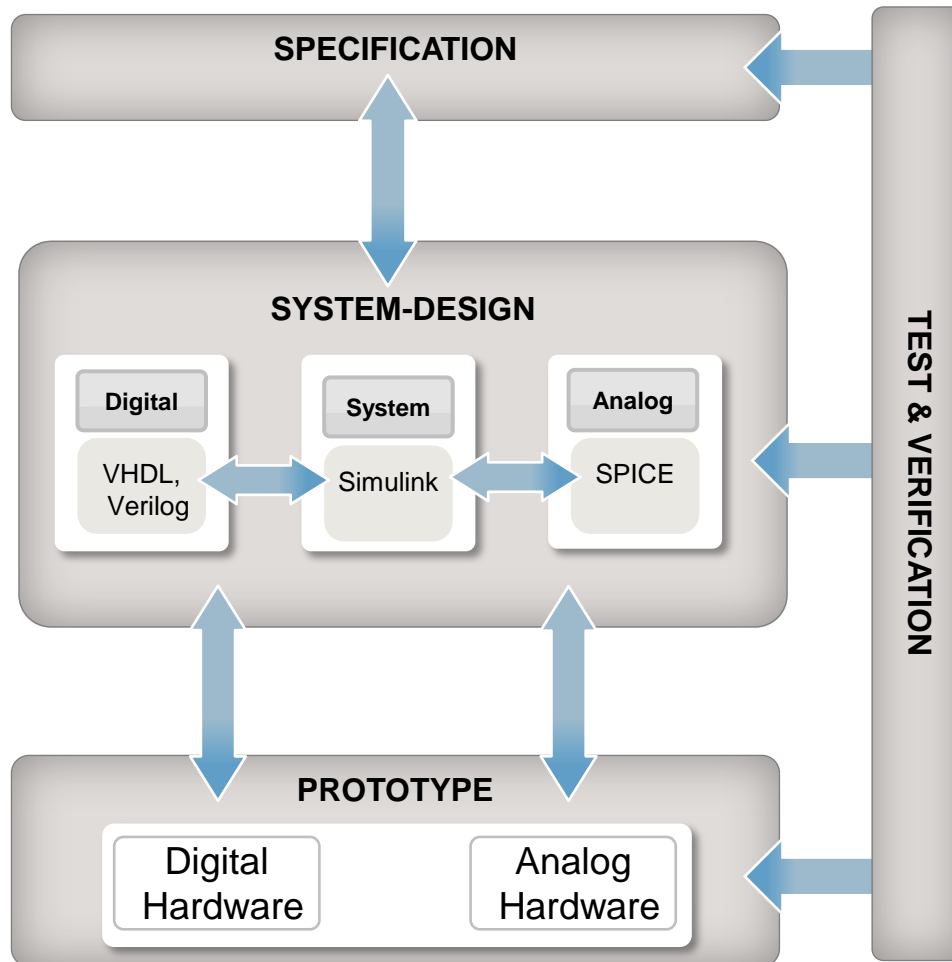 SPECIFICATION
SYSTEM-DESIGN
Digital
VHDL,
Verilog
System
Simulink
Analog
SPICE
PROTOTYPE
Digital
Hardware
Analog
Hardware
TEST & VERIFICATION